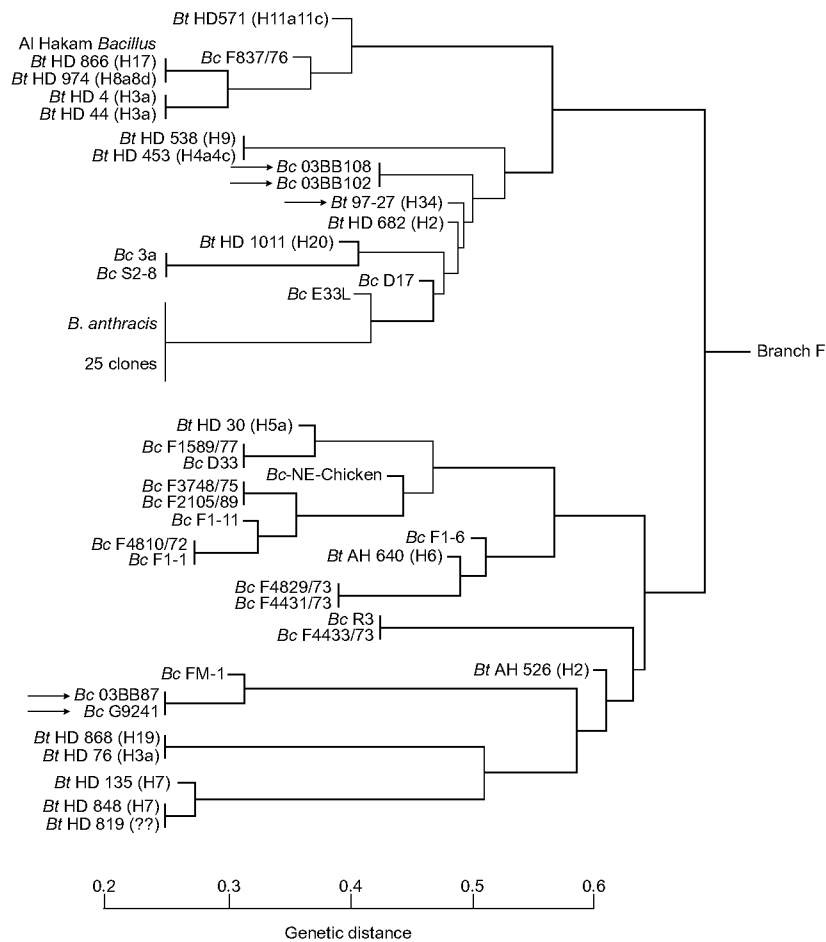 Bt HD571 (H11a11c)
Al Hakam Bacillus
Bc F837/76
Bt HD 866 (H17)
Bt HD 974 (H8a8d)
Bt HD 4 (H3a)
Bt HD 44 (H3a)
Bt HD 538 (H9)
Bt HD 453 (H4a4c)
Bc 03BB108
Bc 03BB102
Bt 97-27 (H34)
Bt HD 682 (H2)
Bt HD 1011 (H20)
Bc 3a
Bc S2-8
Bc D17
Bc E33L
B. anthracis
25 clones
Branch F
Bt HD 30 (H5a)
Bc F1589/77
Bc D33
Bc-NE-Chicken
Bc F3748/75
Bc F2105/89
Bc F1-11
Bc F4810/72
Bc F1-1
Bc F1-6
Bt AH 640 (H6)
Bc F4829/73
Bc F4431/73
Bc R3
Bc F4433/73
Bt AH 526 (H2)
Bc FM-1
Bc 03BB87
Bc G9241
Bt HD 868 (H19)
Bt HD 76 (H3a)
Bt HD 135 (H7)
Bt HD 848 (H7)
Bt HD 819 (??)
0.2 0.3 0.4 0.5 0.6
Genetic distance